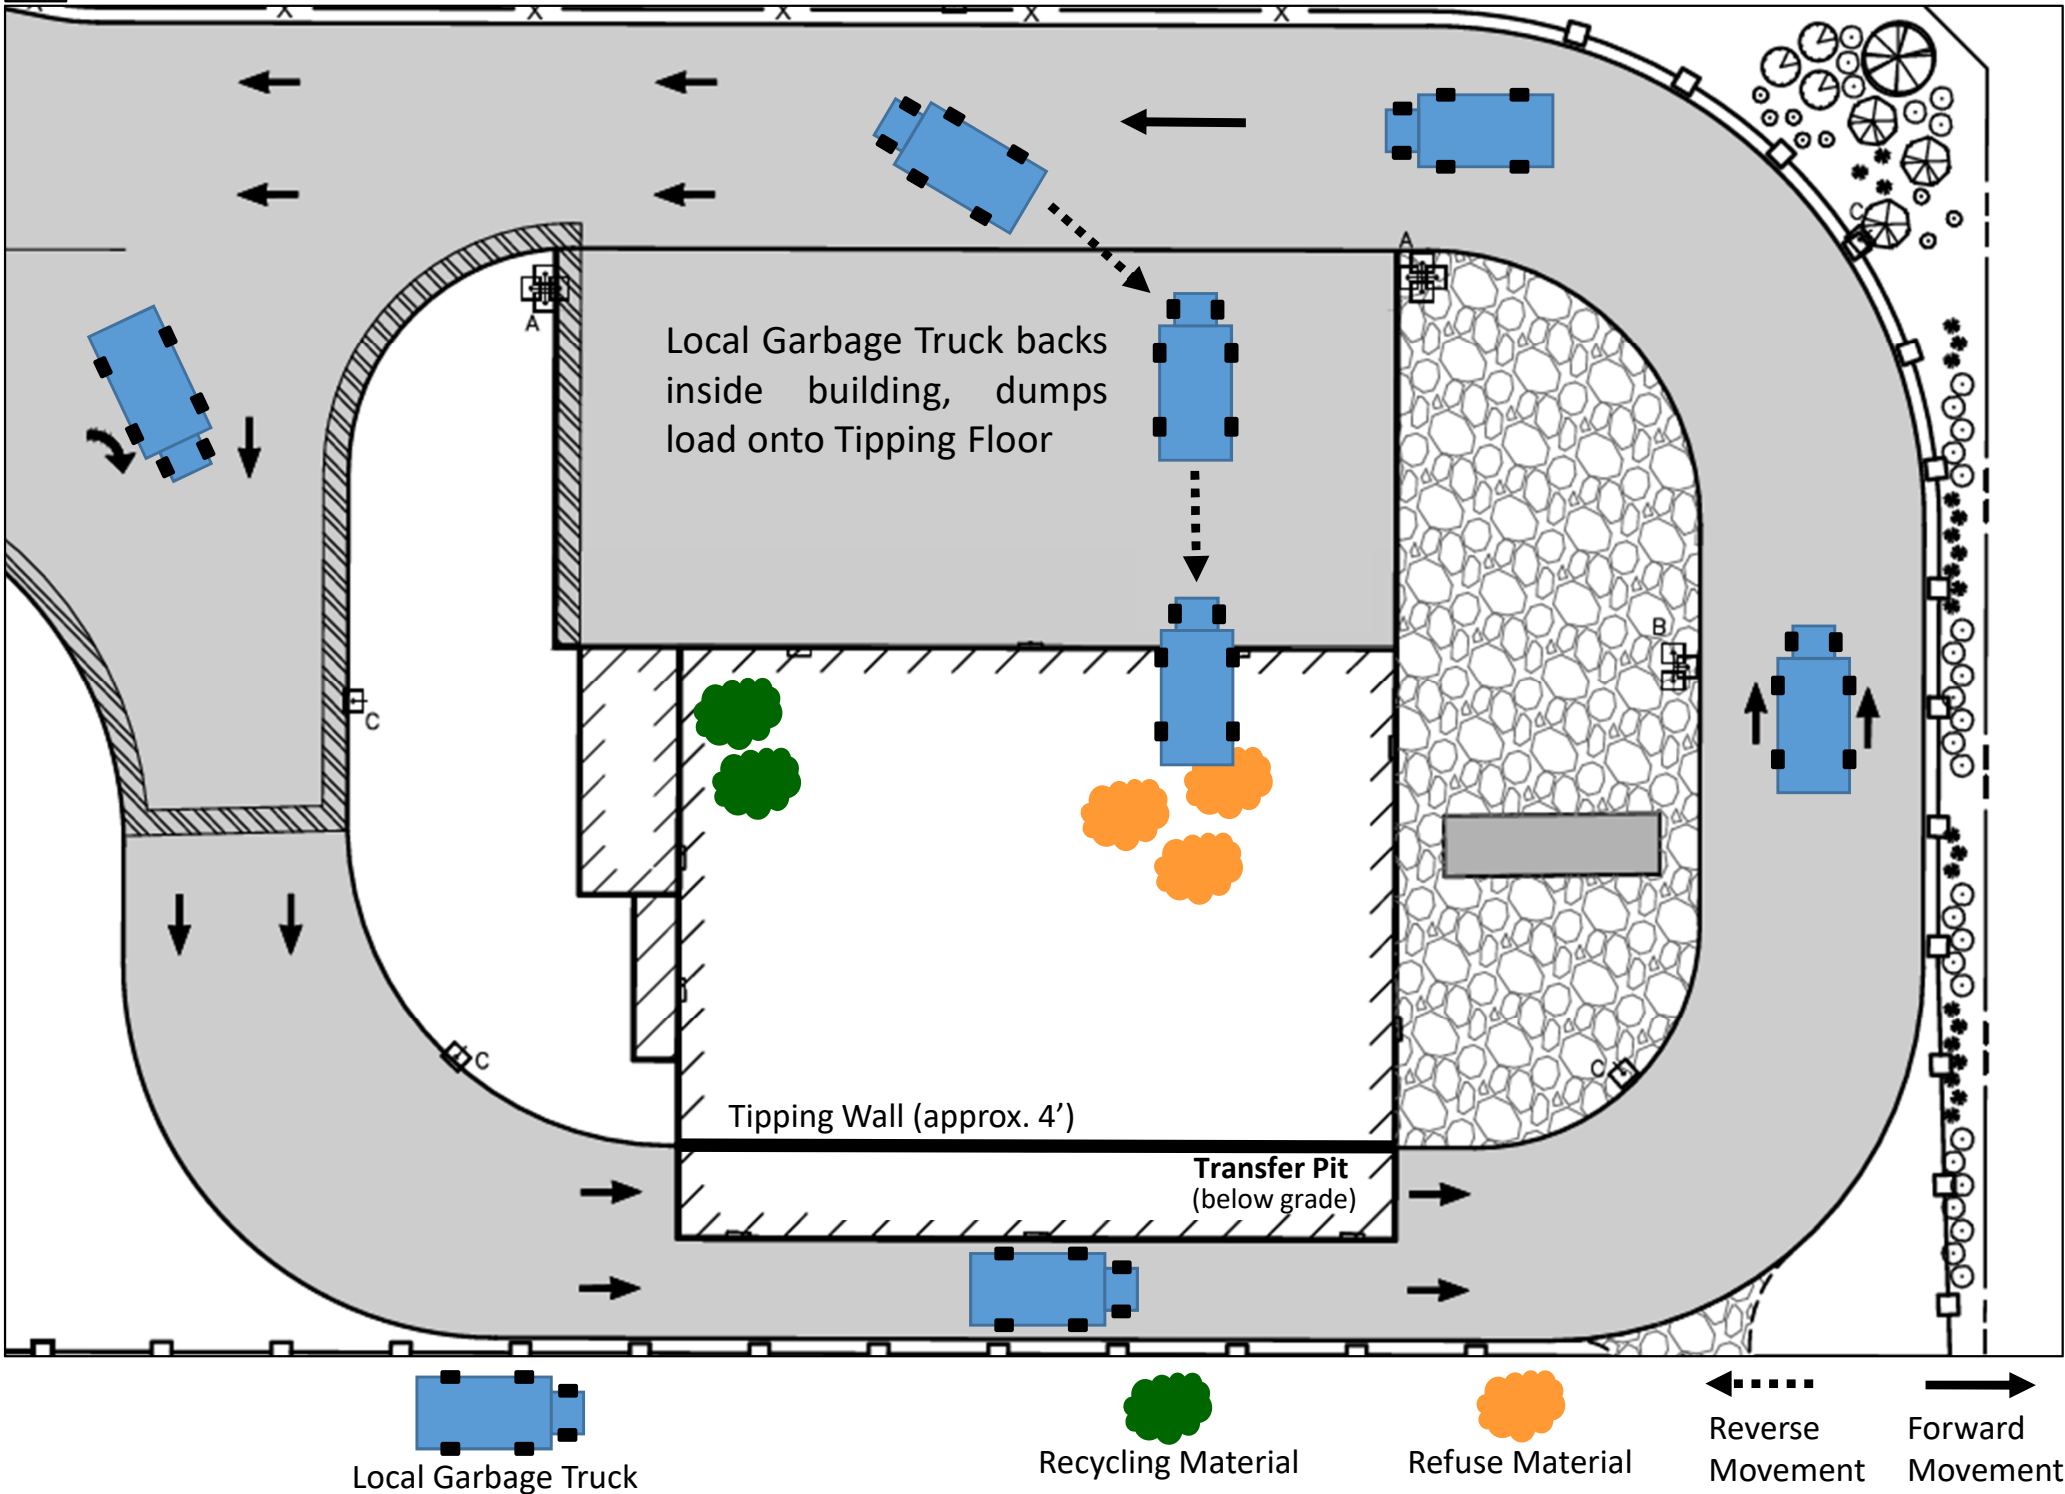 X X X X X
A
A
C
Local Garbage Truck backs
inside building, dumps
load onto Tipping Floor
B
C
C
C
Tipping Wall (approx. 4’)
Transfer Pit
(below grade)
Local Garbage Truck
Recycling Material
Refuse Material
Reverse
Movement
Forward
Movement